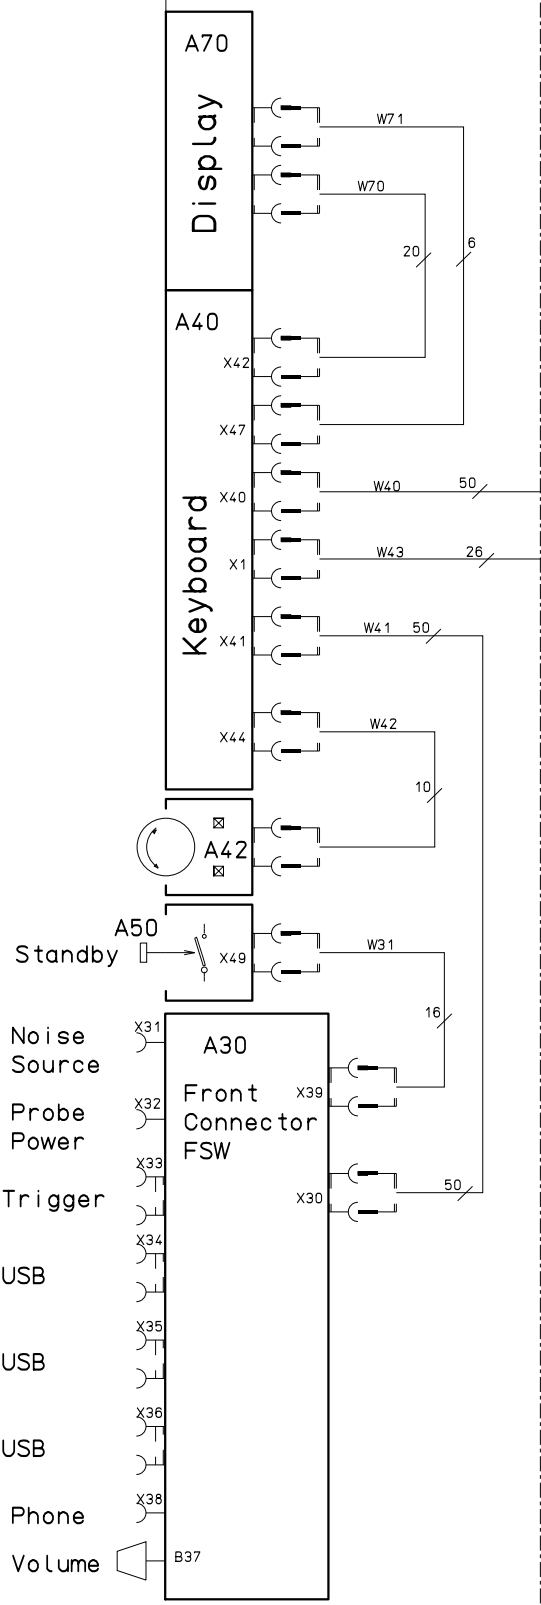 A70
Display
W71
W70
20
6
A40
Keyboard
X42
X47
X40
W40
50
X1
W43
26
X41
W41
50
X44
W42
10
A42
A50
Standby
X49
W31
16
Noise
Source
X31
A30
Front
Connector
FSW
X39
Probe
Power
X32
Trigger
X33
X30
50
USB
X34
USB
X35
USB
X36
Phone
X38
Volume
B37